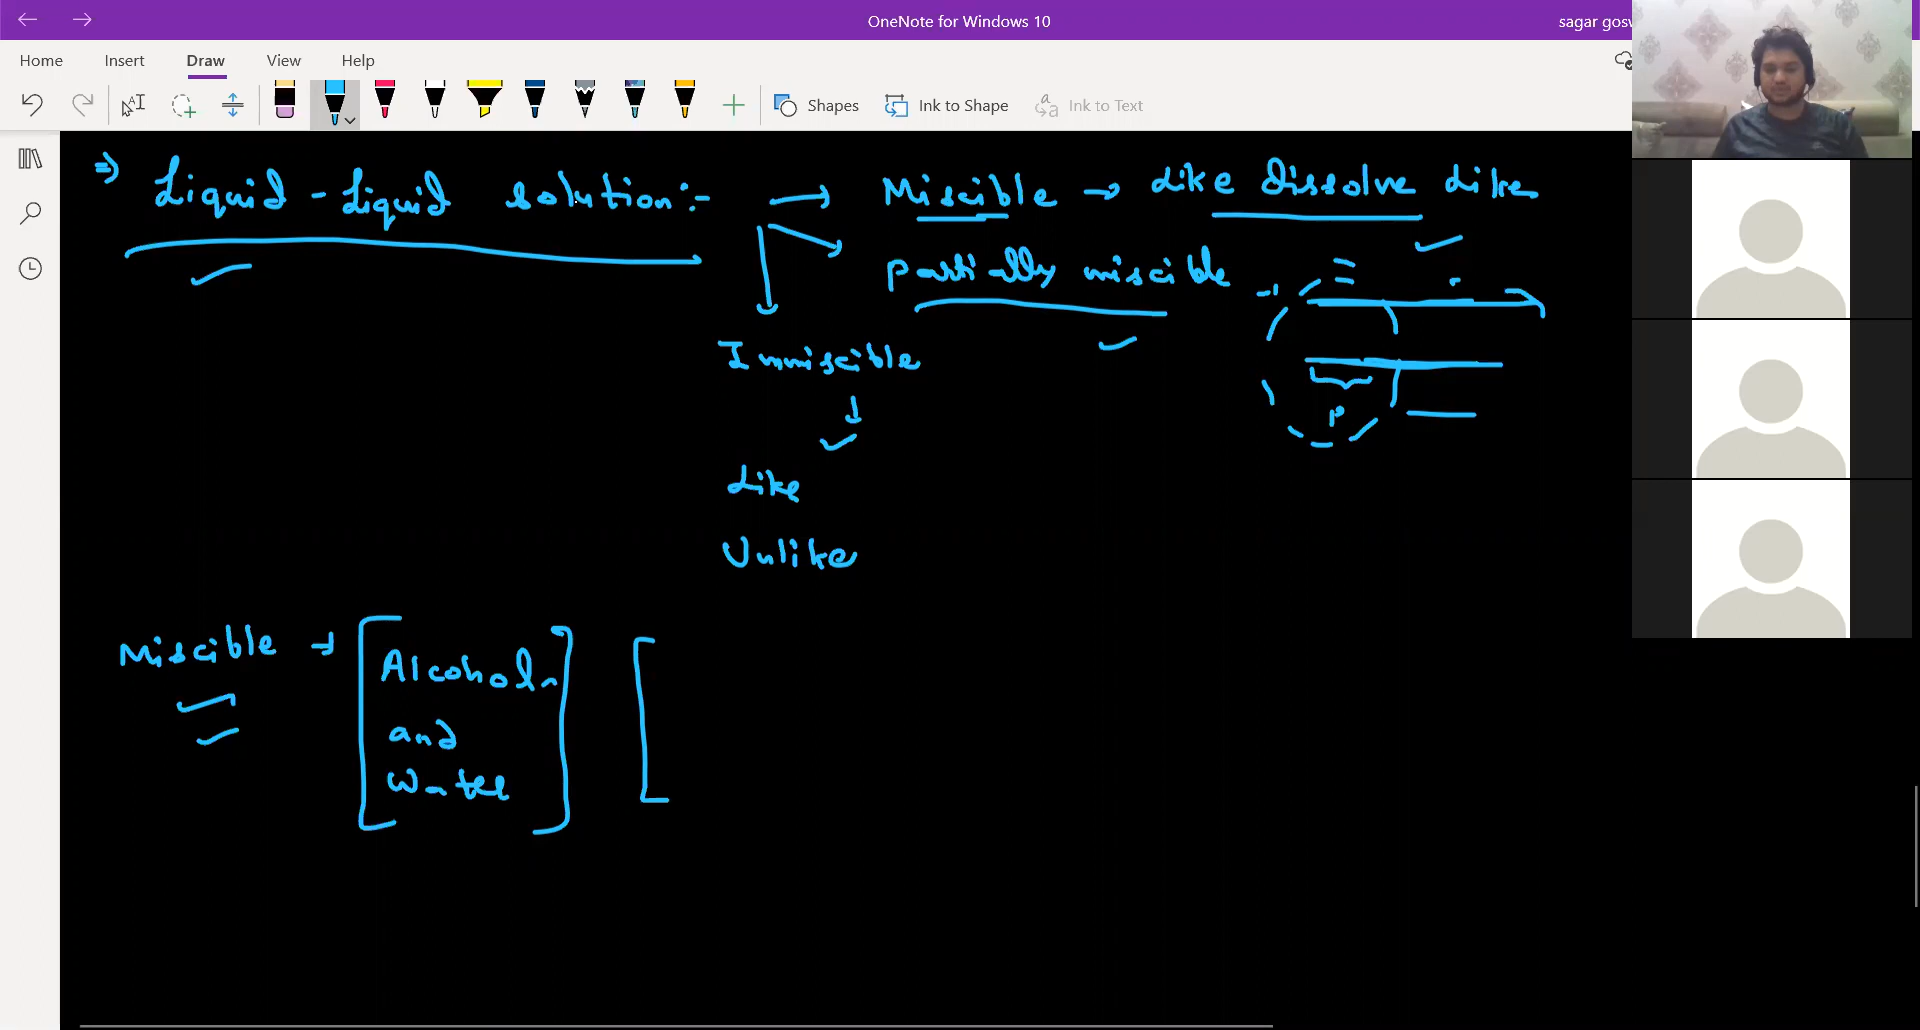 OneNote for Windows 10
sagar gosw
Home Insert Draw View Help
Shapes Ink to Shape Ink to Text
=) Liquid - Liquid solution :- → Miscible → Like Dissolve Like
Partially miscible
Immiscible
P
Like
Unlike
Miscible → [Alcohol
and
Water]